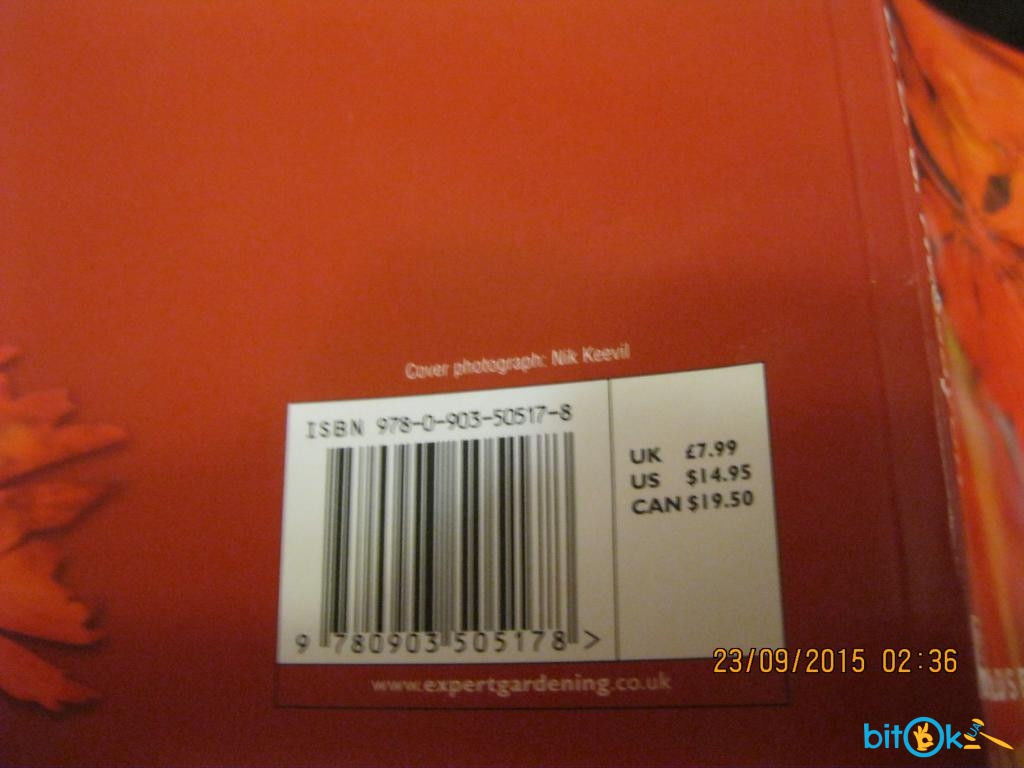 Cover photograph: Nik Keevil
ISBN 978-0-903-50517-8
UK £7.99
US $14.95
CAN $19.50
9 780903 505178 >
www.expertgardening.co.uk
23/09/2015 02:36
bitOk
UA